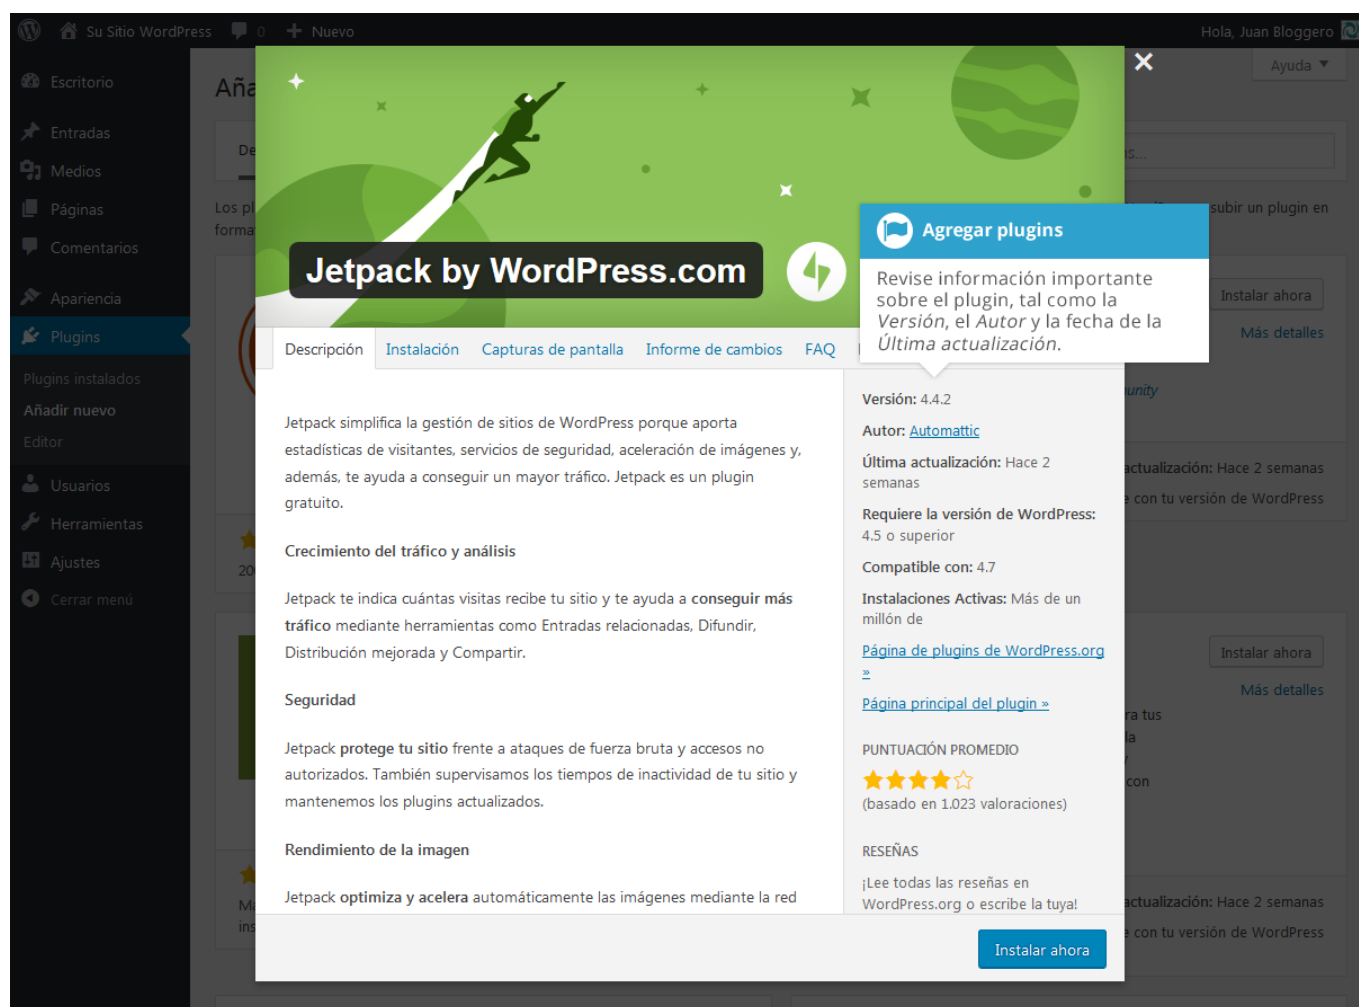 Su Sitio WordPress
0
Nuevo
Hola, Juan Bloggero
Ayuda
Escritorio
Entradas
Medios
Páginas
Comentarios
Apariencia
Plugins
Plugins instalados
Añadir nuevo
Editor
Usuarios
Herramientas
Ajustes
Cerrar menú
Jetpack by WordPress.com
Agregar plugins
Revise información importante
sobre el plugin, tal como la
Versión, el Autor y la fecha de la
Última actualización.
Descripción
Instalación
Capturas de pantalla
Informe de cambios
FAQ
Jetpack simplifica la gestión de sitios de WordPress porque aporta
estadísticas de visitantes, servicios de seguridad, aceleración de imágenes y,
además, te ayuda a conseguir un mayor tráfico. Jetpack es un plugin
gratuito.
Crecimiento del tráfico y análisis
Jetpack te indica cuántas visitas recibe tu sitio y te ayuda a conseguir más
tráfico mediante herramientas como Entradas relacionadas, Difundir,
Distribución mejorada y Compartir.
Seguridad
Jetpack protege tu sitio frente a ataques de fuerza bruta y accesos no
autorizados. También supervisamos los tiempos de inactividad de tu sitio y
mantenemos los plugins actualizados.
Rendimiento de la imagen
Jetpack optimiza y acelera automáticamente las imágenes mediante la red
Versión: 4.4.2
Autor: Automattic
Última actualización: Hace 2
semanas
Requiere la versión de WordPress:
4.5 o superior
Compatible con: 4.7
Instalaciones Activas: Más de un
millón de
Página de plugins de WordPress.org
»
Página principal del plugin »
PUNTUACIÓN PROMEDIO
(basado en 1.023 valoraciones)
RESEÑAS
¡Lee todas las reseñas en
WordPress.org o escribe la tuya!
Instalar ahora
subir un plugin en
Instalar ahora
Más detalles
actualización: Hace 2 semanas
con tu versión de WordPress
Instalar ahora
Más detalles
ra tus
la
con
actualización: Hace 2 semanas
con tu versión de WordPress